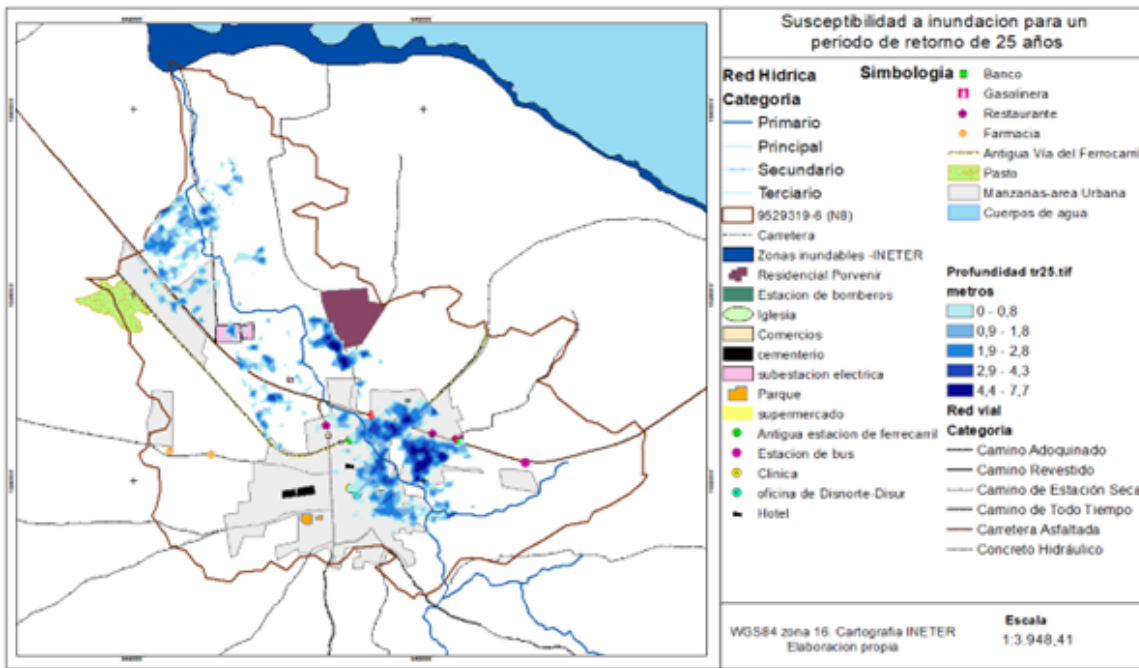 Susceptibilidad a inundacion para un
periodo de retorno de 25 años
Simbologia
Red Hidrica
Categoría
Primario
Principal
Secundario
Terciario
9529319-6 (N8)
Carretera
Zonas inundables -INETER
Residencial Porvenir
Estacion de bomberos
Iglesia
Comercios
cementerio
subestacion electrica
Parque
supermercado
Antigua estacion de ferrecarril
Estacion de bus
Clinica
oficina de Disnorte-Disur
Hotel
Banco
Gasolinera
Restaurante
Farmacia
Antigua Vía del Ferrocarril
Pasto
Manzanas-area Urbana
Cuerpos de agua
Profundidad tr25.tif
metros
0 - 0,8
0,9 - 1,8
1,9 - 2,8
2,9 - 4,3
4,4 - 7,7
Red vial
Categoria
Camino Adoquinado
Camino Revestido
Camino de Estación Seca
Camino de Todo Tiempo
Carretera Asfaltada
Concreto Hidráulico
WGS84 zona 16. Cartografia INETER
Elaboracion propia
Escala
1:3.948,41